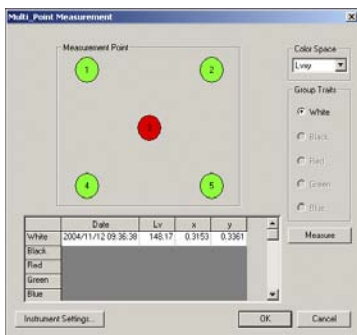 Multi_Point Measurement
Measurement Point
1
2
3
4
5
Color Space
Lvxy
Group Traits
White
Black
Red
Green
Blue
Measure
Date Lv x y
White 2004/11/12 09:36:38 148.17 0.3153 0.3361
Black
Red
Green
Blue
Instrument Settings...
OK
Cancel